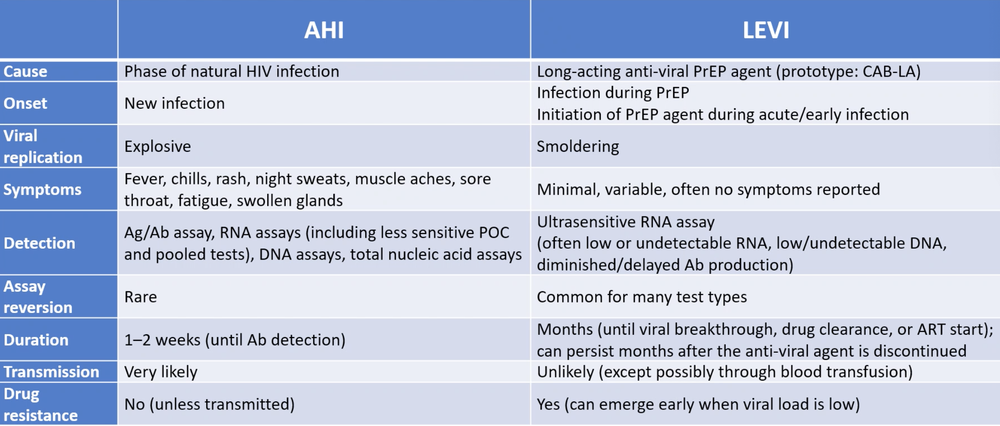 AHI
LEVI
Cause
Phase of natural HIV infection
Long-acting anti-viral PrEP agent (prototype: CAB-LA)
Onset
New infection
Infection during PrEP
Initiation of PrEP agent during acute/early infection
Viral
replication
Explosive
Smoldering
Symptoms
Fever, chills, rash, night sweats, muscle aches, sore
throat, fatigue, swollen glands
Minimal, variable, often no symptoms reported
Detection
Ag/Ab assay, RNA assays (including less sensitive POC
and pooled tests), DNA assays, total nucleic acid assays
Ultrasensitive RNA assay
(often low or undetectable RNA, low/undetectable DNA,
diminished/delayed Ab production)
Assay
reversion
Rare
Common for many test types
Duration
1–2 weeks (until Ab detection)
Months (until viral breakthrough, drug clearance, or ART start);
can persist months after the anti-viral agent is discontinued
Transmission
Very likely
Unlikely (except possibly through blood transfusion)
Drug
resistance
No (unless transmitted)
Yes (can emerge early when viral load is low)